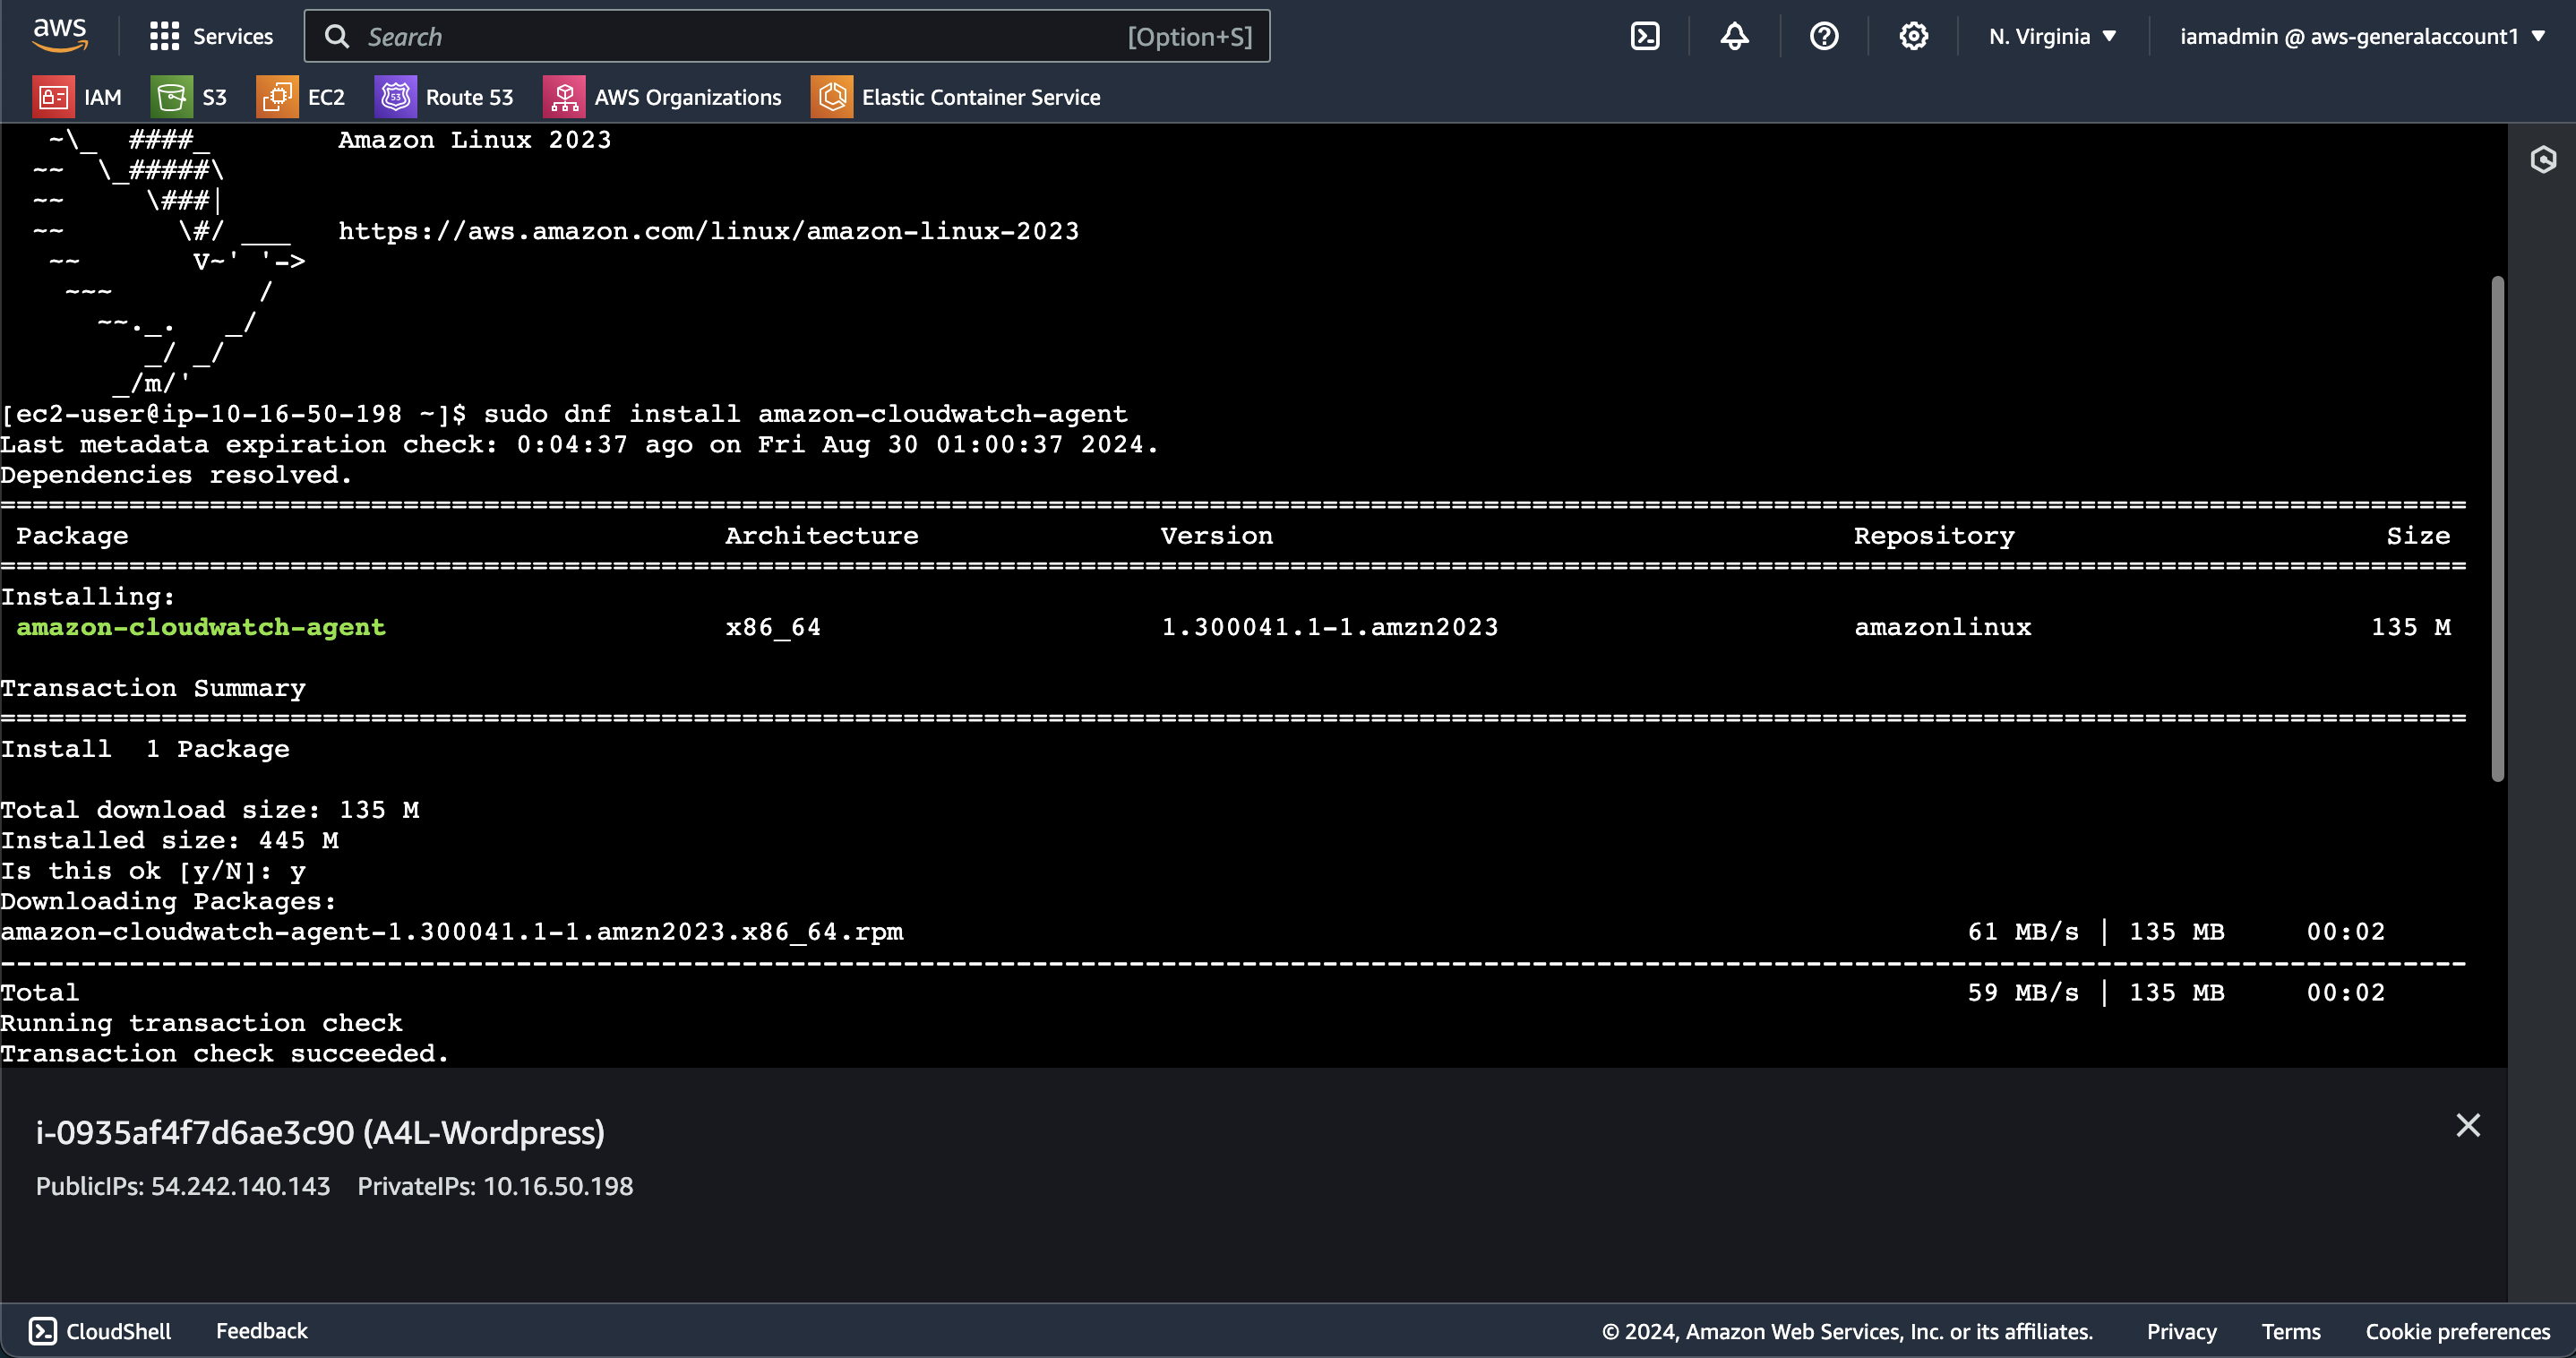 aws Services Search [Option+S] N. Virginia ▼ iamadmin @ aws-generalaccount1 ▼
IAM S3 EC2 53 Route 53 AWS Organizations Elastic Container Service
   ~\_  ####_        Amazon Linux 2023
  ~~  \_#####\
  ~~     \###|
  ~~       \#/ ___   https://aws.amazon.com/linux/amazon-linux-2023
   ~~       V~' '->
    ~~~         /
      ~~._.   _/
         _/ _/
       _/m/'
[ec2-user@ip-10-16-50-198 ~]$ sudo dnf install amazon-cloudwatch-agent
Last metadata expiration check: 0:04:37 ago on Fri Aug 30 01:00:37 2024.
Dependencies resolved.
================================================================================
 Package Architecture Version Repository Size
================================================================================
Installing:
 amazon-cloudwatch-agent x86_64 1.300041.1-1.amzn2023 amazonlinux 135 M
Transaction Summary
================================================================================
Install  1 Package
Total download size: 135 M
Installed size: 445 M
Is this ok [y/N]: y
Downloading Packages:
amazon-cloudwatch-agent-1.300041.1-1.amzn2023.x86_64.rpm 61 MB/s | 135 MB 00:02
--------------------------------------------------------------------------------
Total 59 MB/s | 135 MB 00:02
Running transaction check
Transaction check succeeded.
i-0935af4f7d6ae3c90 (A4L-Wordpress)
PublicIPs: 54.242.140.143 PrivateIPs: 10.16.50.198
CloudShell Feedback © 2024, Amazon Web Services, Inc. or its affiliates. Privacy Terms Cookie preferences